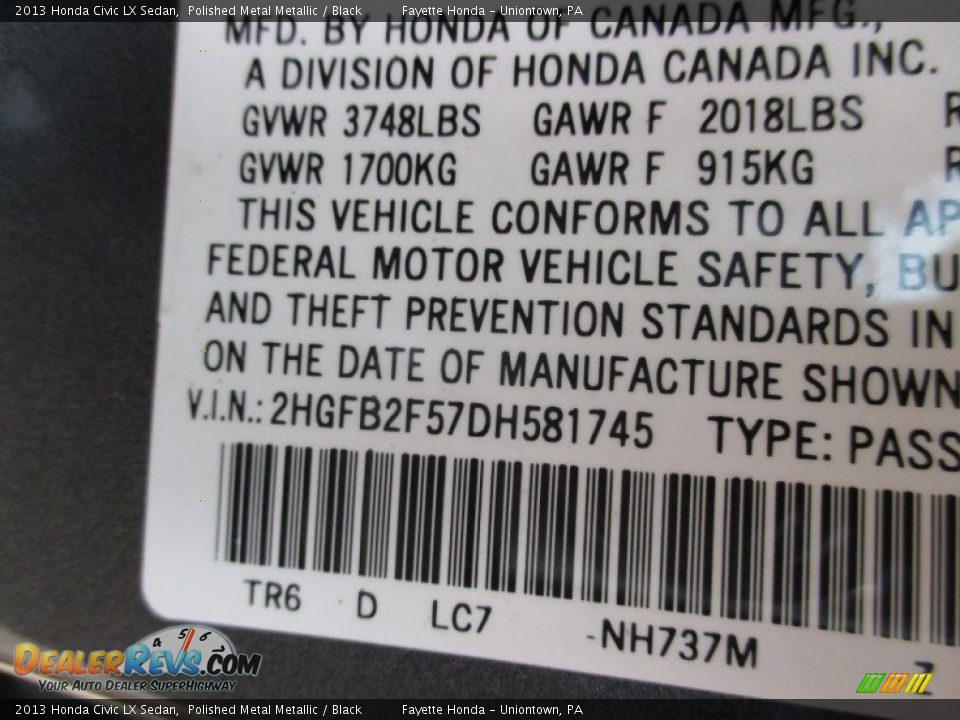 2013 Honda Civic LX Sedan, Polished Metal Metallic / Black Fayette Honda - Uniontown, PA
MFD. BY HONDA OF CANADA MFG.,
A DIVISION OF HONDA CANADA INC.
GVWR 3748LBS GAWR F 2018LBS R
GVWR 1700KG GAWR F 915KG R
THIS VEHICLE CONFORMS TO ALL AP
FEDERAL MOTOR VEHICLE SAFETY, BU
AND THEFT PREVENTION STANDARDS IN
ON THE DATE OF MANUFACTURE SHOWN
V.I.N.: 2HGFB2F57DH581745 TYPE: PASS
TR6 D LC7 -NH737M
4 5 6
DEALERREVS.COM
YOUR AUTO DEALER SUPERHIGHWAY
2013 Honda Civic LX Sedan, Polished Metal Metallic / Black Fayette Honda - Uniontown, PA